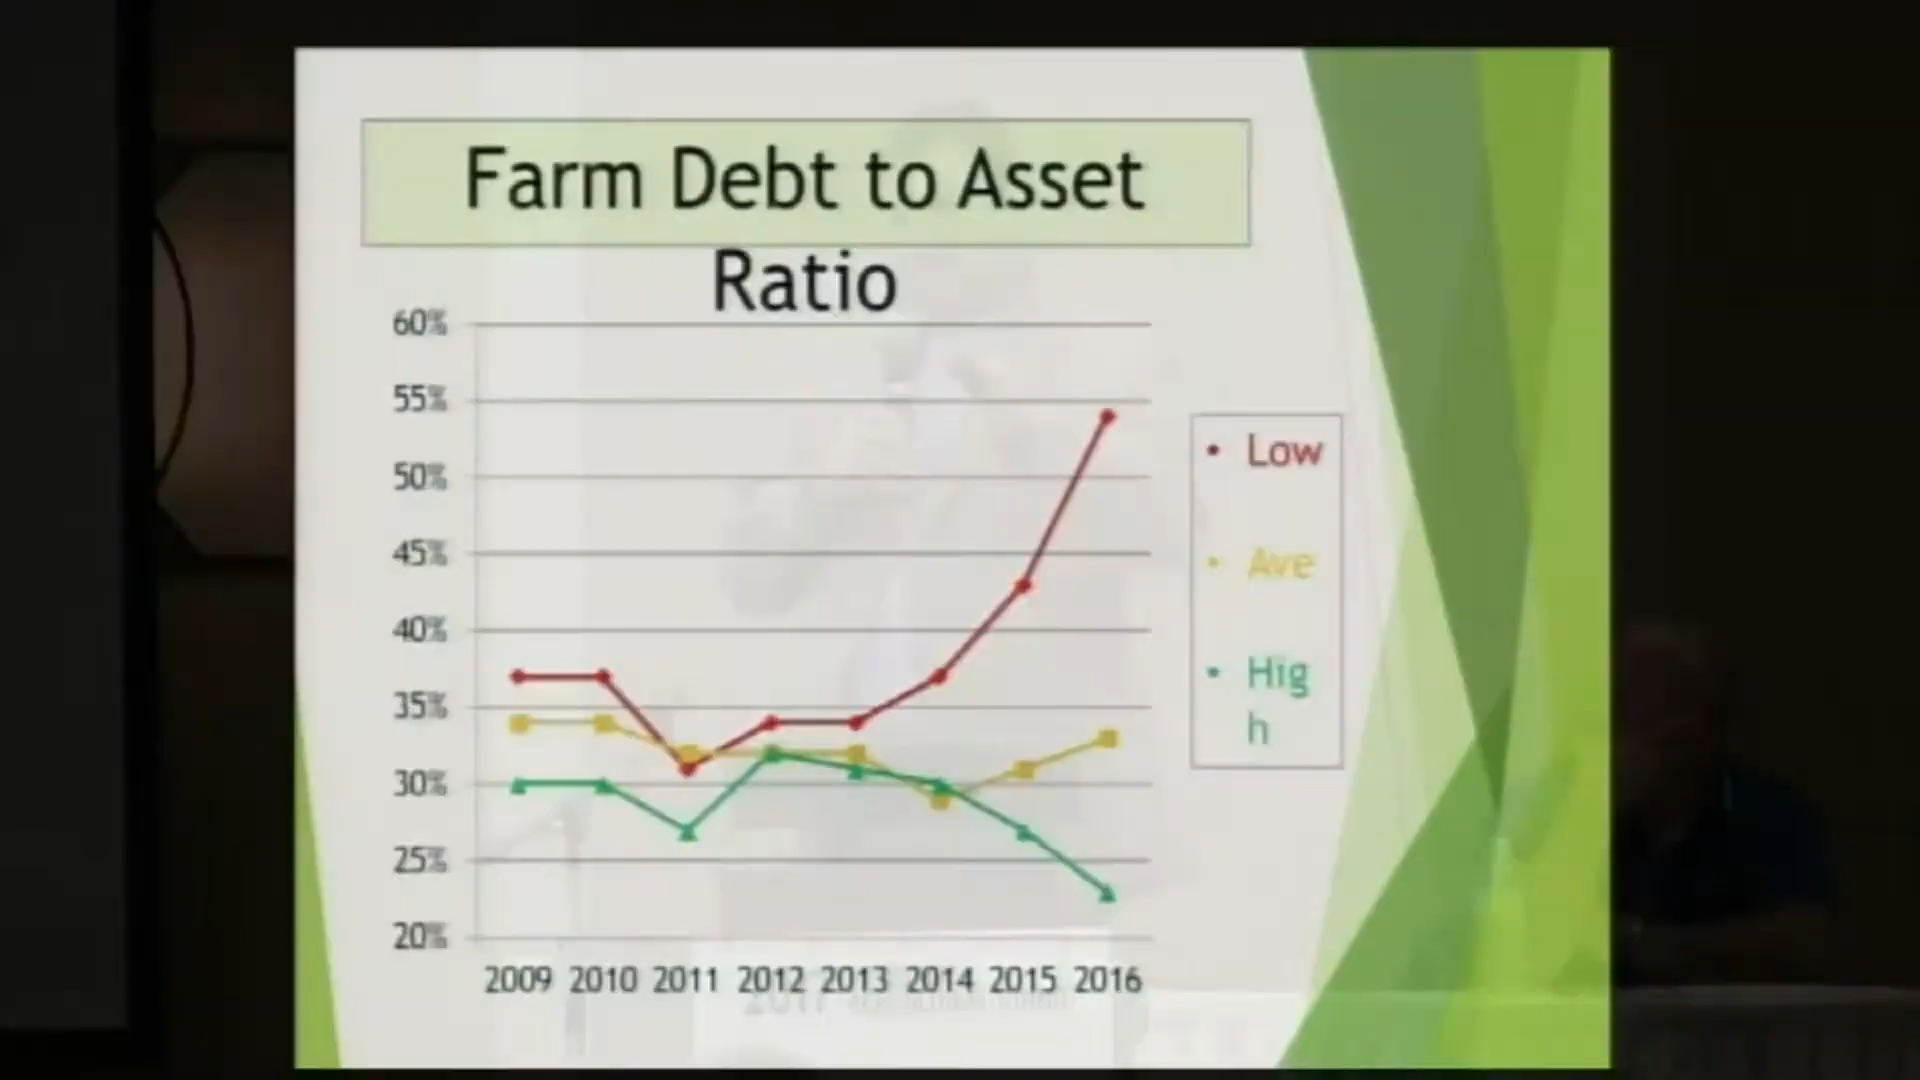 Farm Debt to Asset
Ratio
60%
55%
50%
45%
40%
35%
30%
25%
20%
2009 2010 2011 2012 2013 2014 2015 2016
• Low
• Ave
• Hig
h
2017